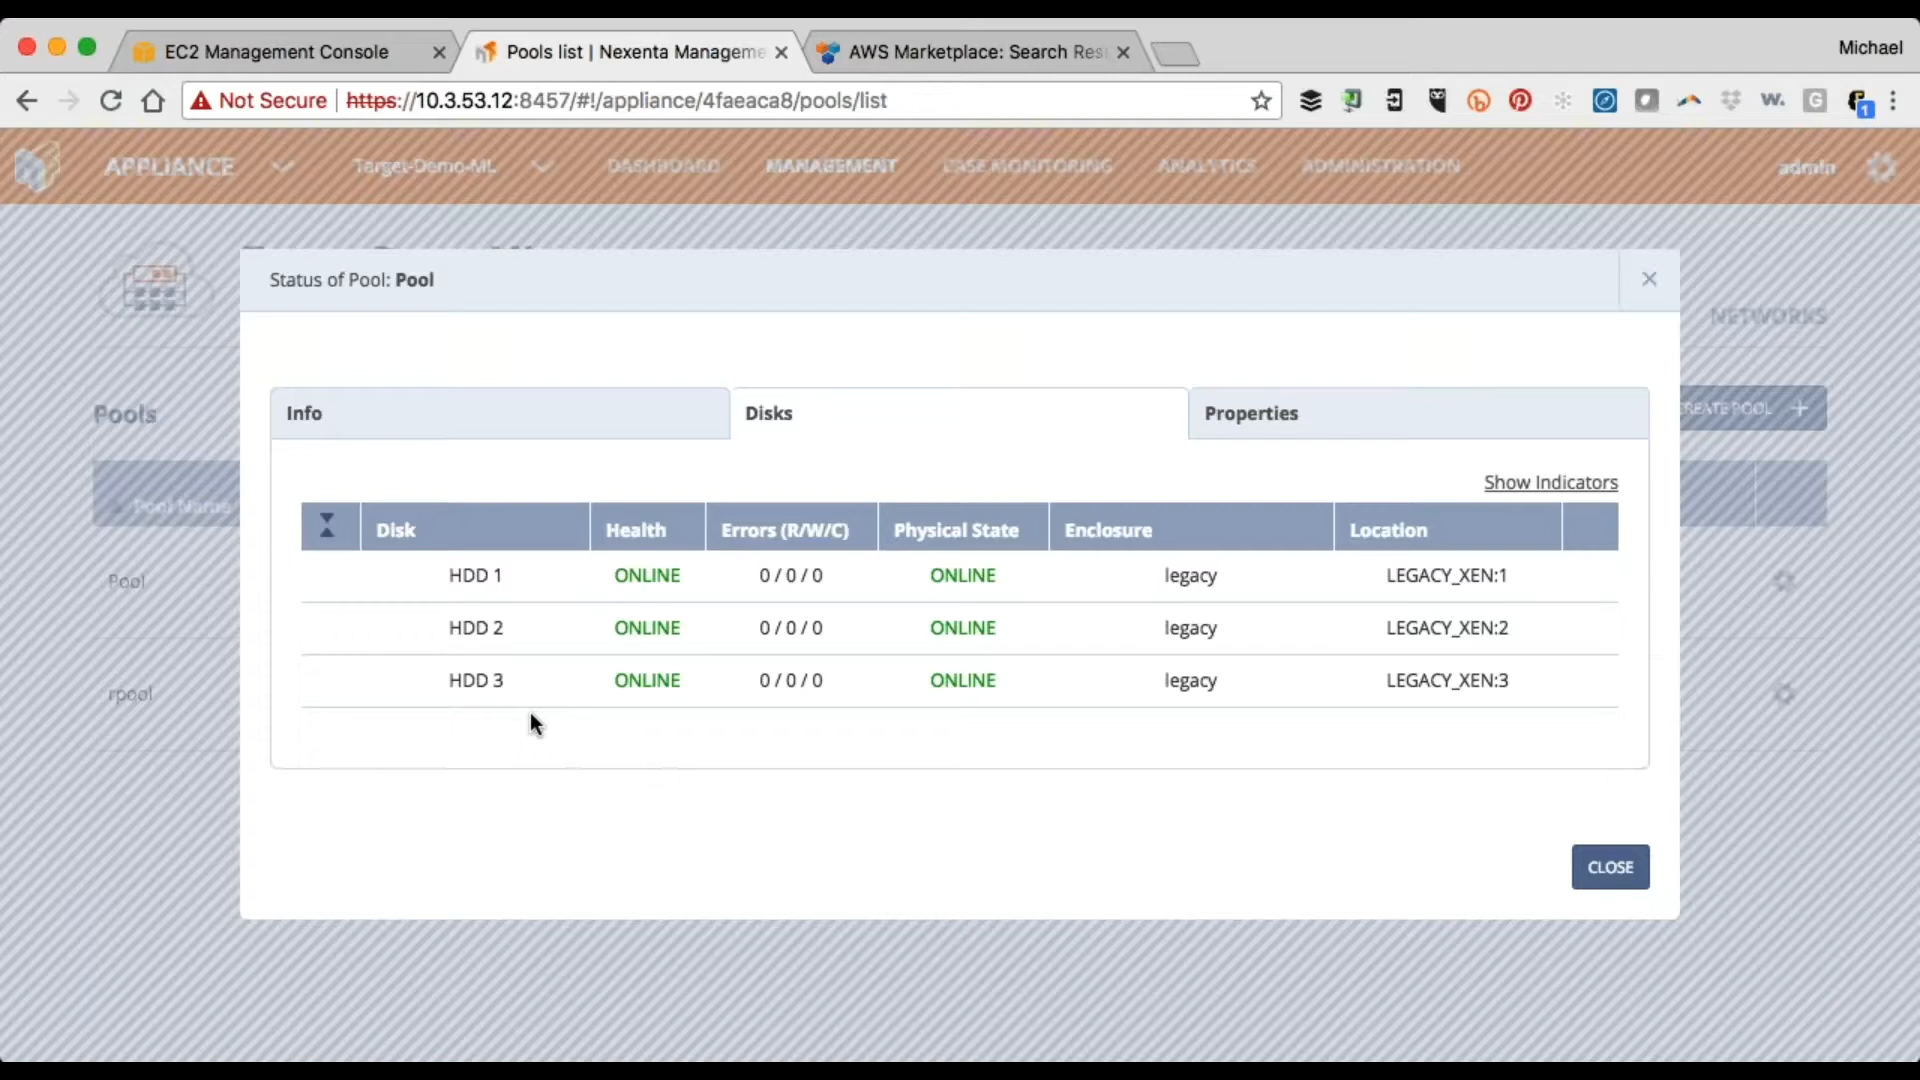 EC2 Management Console
Pools list | Nexenta Manageme
AWS Marketplace: Search Res
Michael
Not Secure
https://10.3.53.12:8457/#!/appliance/4faeaca8/pools/list
APPLIANCE
Target-Demo-ML
DASHBOARD
MANAGEMENT
CASE MONITORING
ANALYTICS
ADMINISTRATION
admin
NETWORKS
Status of Pool: Pool
Info
Disks
Properties
Pools
CREATE POOL
Show Indicators
Pool Name
Disk Health Errors (R/W/C) Physical State Enclosure Location
HDD 1 ONLINE 0 / 0 / 0 ONLINE legacy LEGACY_XEN:1
Pool
HDD 2 ONLINE 0 / 0 / 0 ONLINE legacy LEGACY_XEN:2
HDD 3 ONLINE 0 / 0 / 0 ONLINE legacy LEGACY_XEN:3
rpool
CLOSE